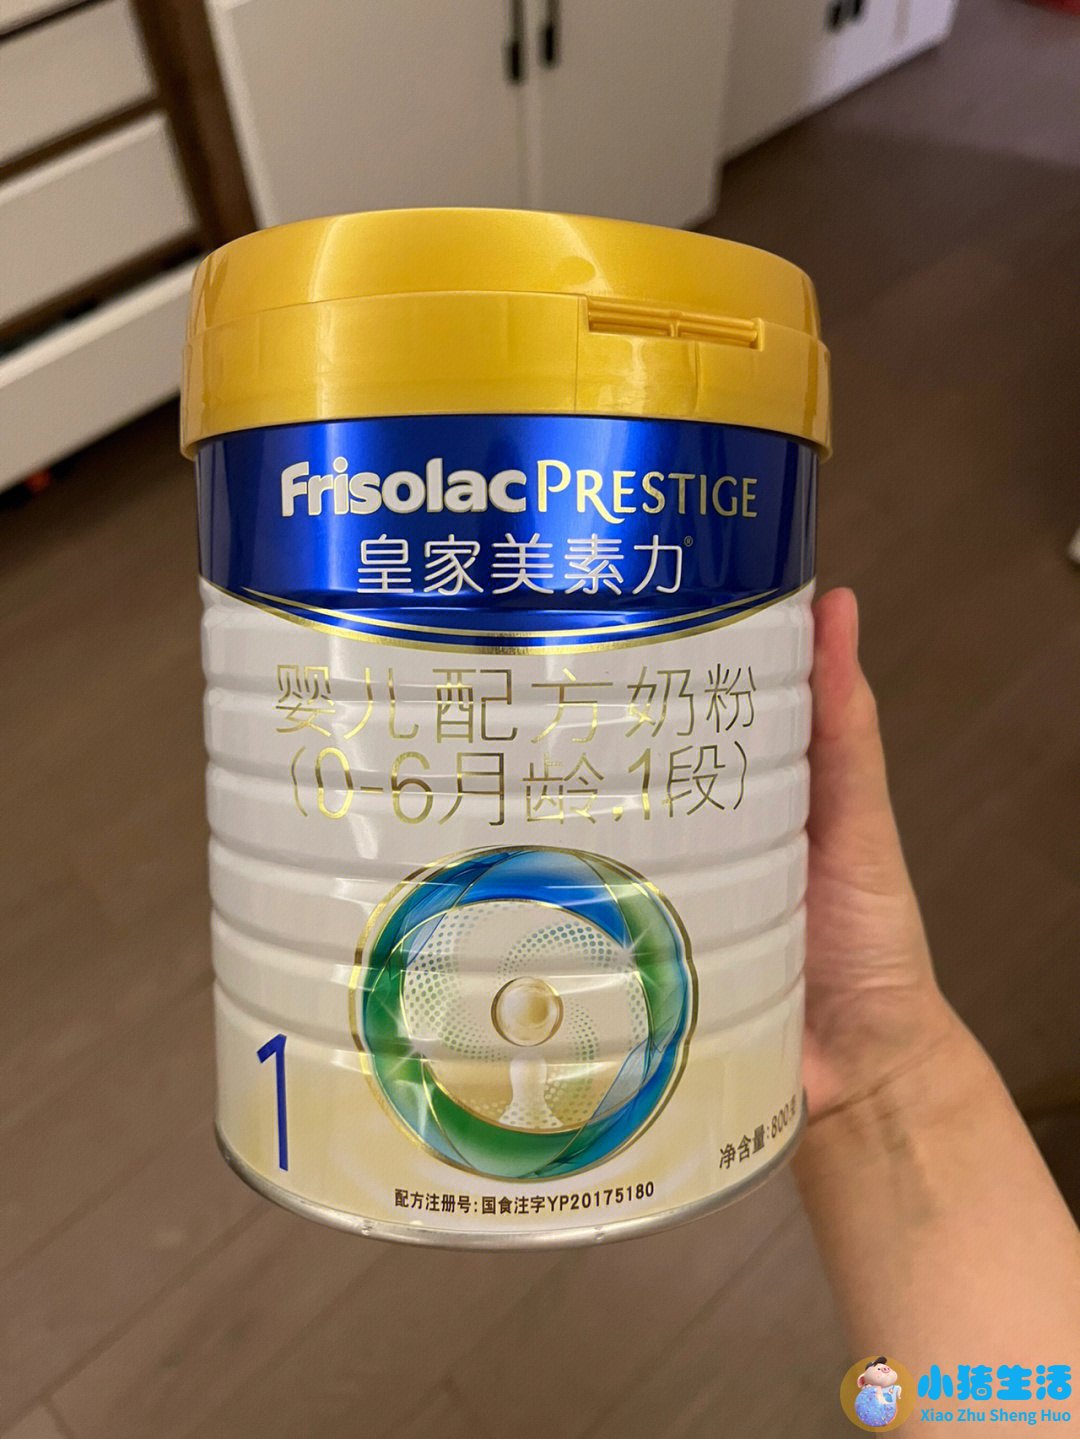 Frisolac PRESTIGE
皇家美素力®
婴儿配方奶粉
(0-6月龄,1段)
1
净含量:800克
配方注册号:国食注字YP20175180
小猪生活
Xiao Zhu Sheng Huo